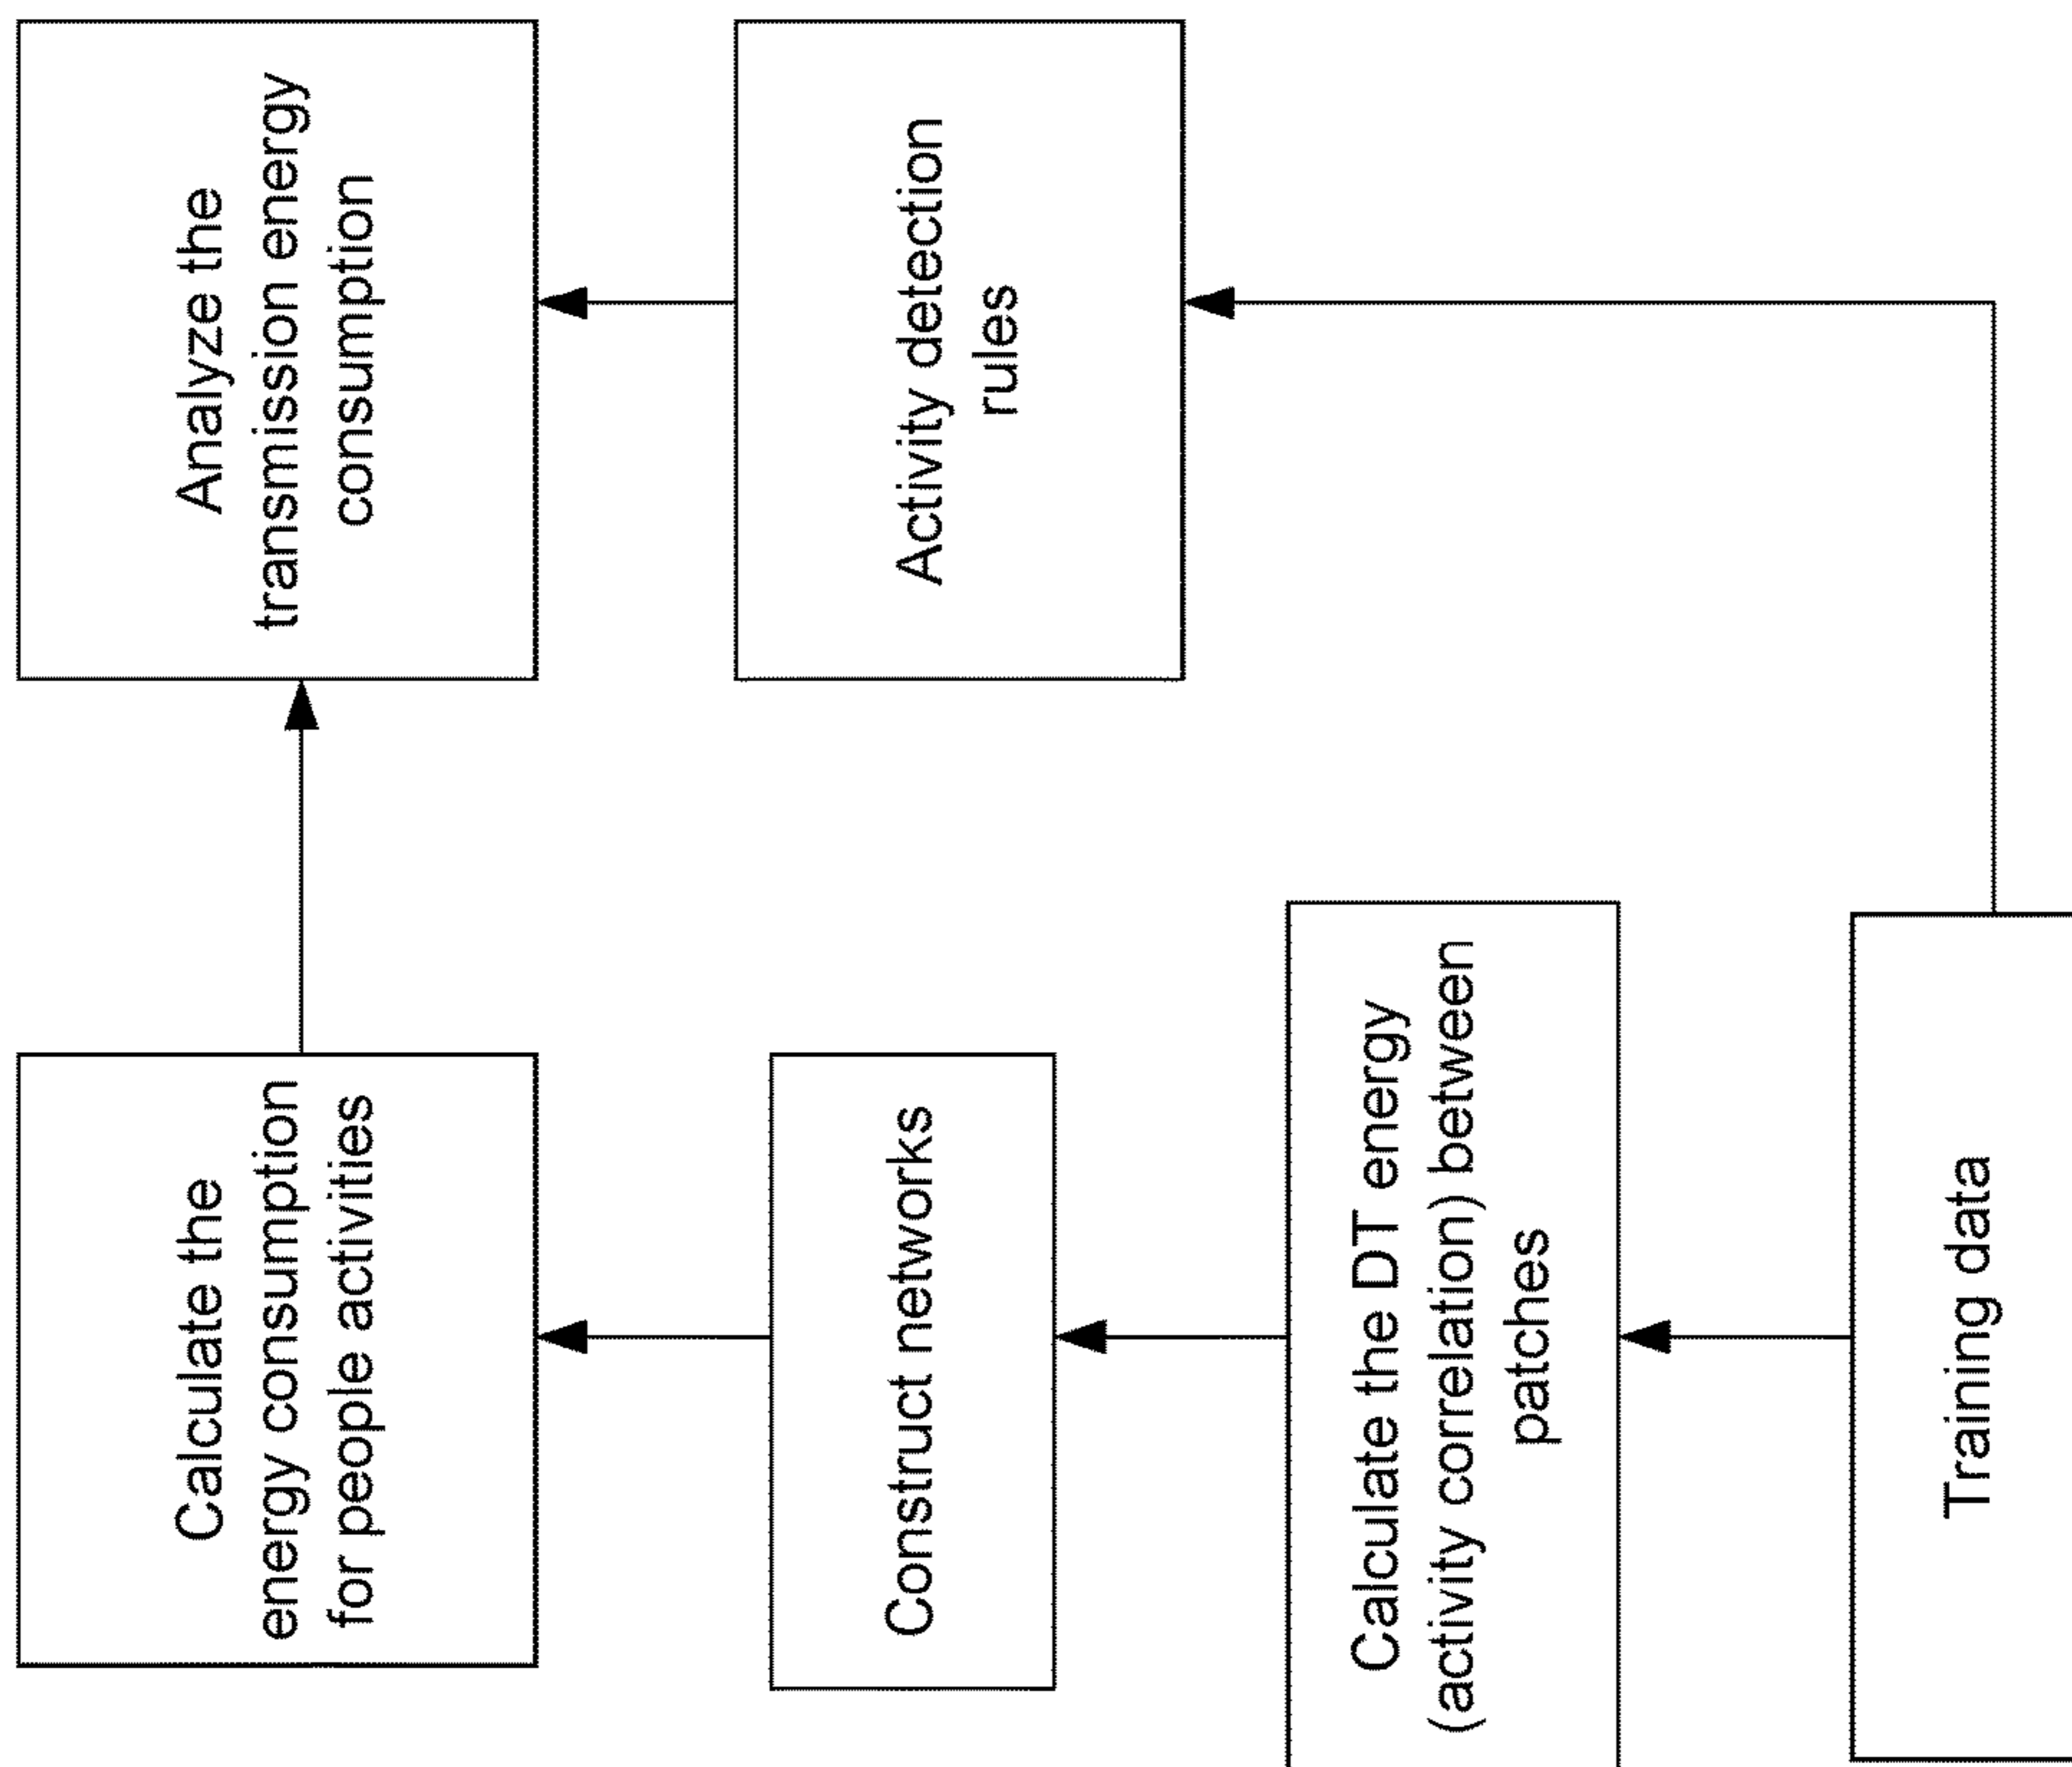 Analyze the
transmission energy
consumption
Activity detection
rules
Calculate the
energy consumption
for people activities
Construct networks
Calculate the DT energy
(activity correlation) between
patches
Training data